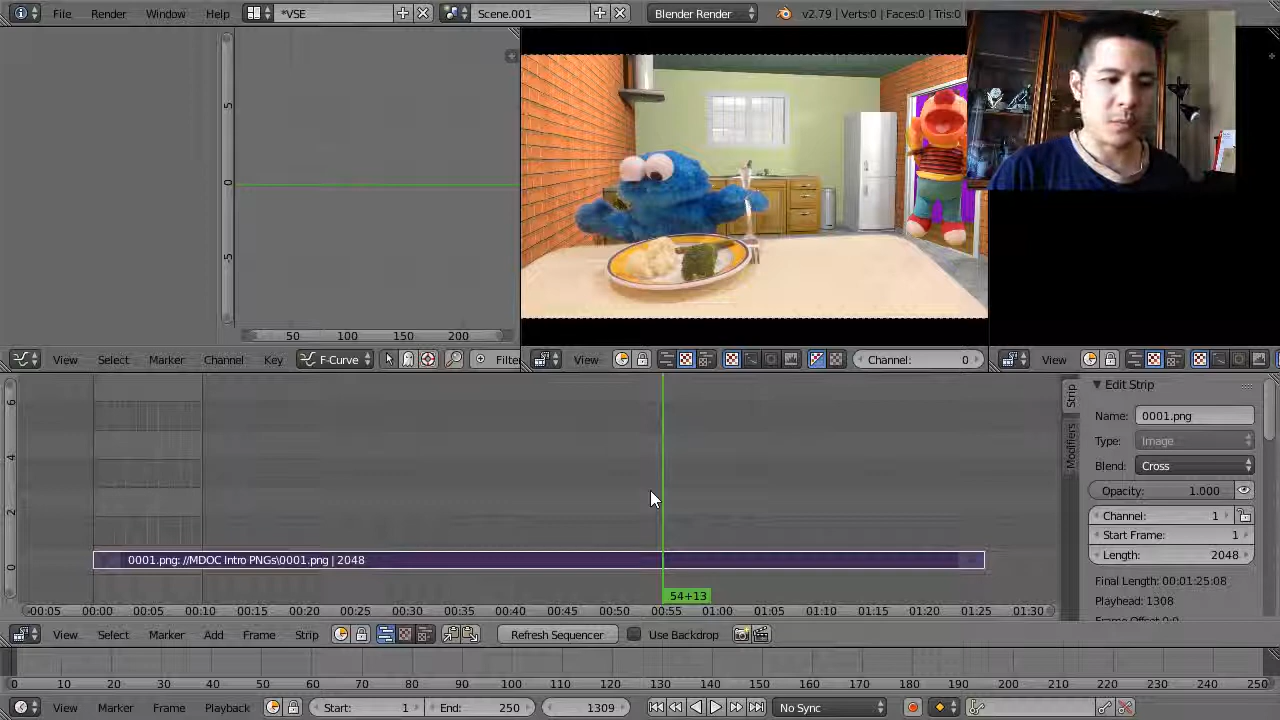 File Render Window Help *VSE Scene.001 Blender Render v2.79 | Verts:0 | Faces:0 | Tris:0
5
0
-5
50 100 150 200
View Select Marker Channel Key F-Curve Filter
View Channel: 0
View
6
4
2
0
Strip
Modifiers
Edit Strip
Name: 0001.png
Type: Image
Blend: Cross
Opacity: 1.000
Channel: 1
Start Frame: 1
Length: 2048
Final Length: 00:01:25:08
Playhead: 1308
Frame Offset 0:0
0001.png: //MDOC Intro PNGs\0001.png | 2048
54+13
-00:05 00:00 00:05 00:10 00:15 00:20 00:25 00:30 00:35 00:40 00:45 00:50 00:55 01:00 01:05 01:10 01:15 01:20 01:25 01:30
View Select Marker Add Frame Strip Refresh Sequencer Use Backdrop
0 10 20 30 40 50 60 70 80 90 100 110 120 130 140 150 160 170 180 190 200 210 220 230 240 250
View Marker Frame Playback Start: 1 End: 250 1309 No Sync